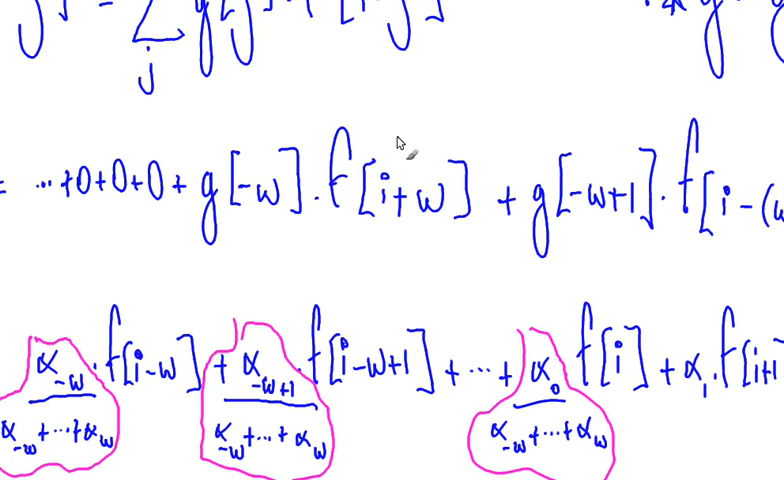 j
= ...+0+0+0+ g[-w].f[i+w] + g[-w+1].f[i-(w
α_-w . f[i-w] + α_-w+1 . f[i-w+1] + ... + α_0 f[i] + α_1 . f[i+1
α_-w+...+α_w α_-w+...+α_w α_-w+...+α_w